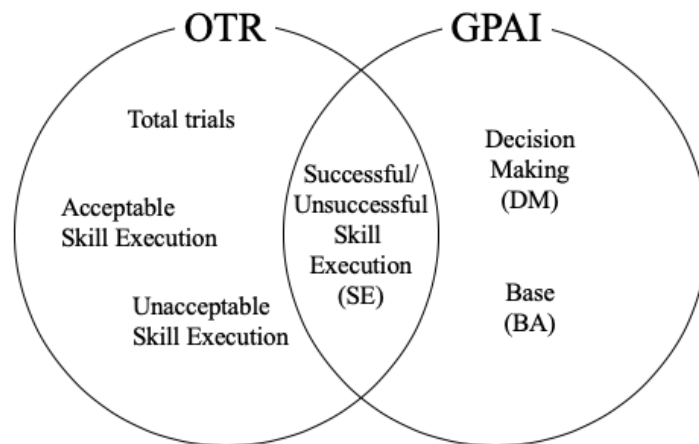 OTR
GPAI
Total trials
Acceptable
Skill Execution
Unacceptable
Skill Execution
Successful/
Unsuccessful
Skill
Execution
(SE)
Decision
Making
(DM)
Base
(BA)